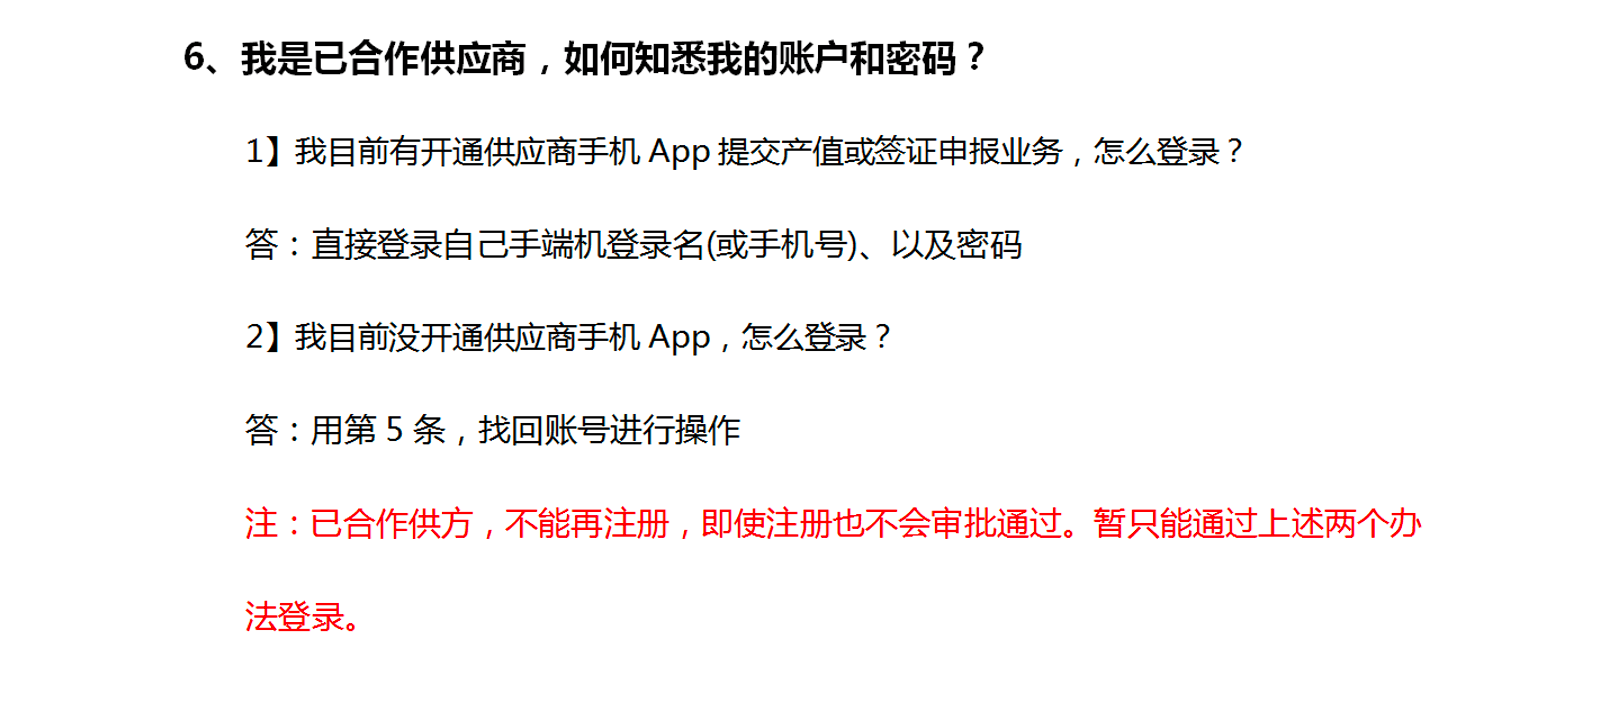 6、我是已合作供应商，如何知悉我的账户和密码？
1】我目前有开通供应商手机 App 提交产值或签证申报业务，怎么登录？
答：直接登录自己手端机登录名(或手机号)、以及密码
2】我目前没开通供应商手机 App，怎么登录？
答：用第 5 条，找回账号进行操作
注：已合作供方，不能再注册，即使注册也不会审批通过。暂只能通过上述两个办
法登录。